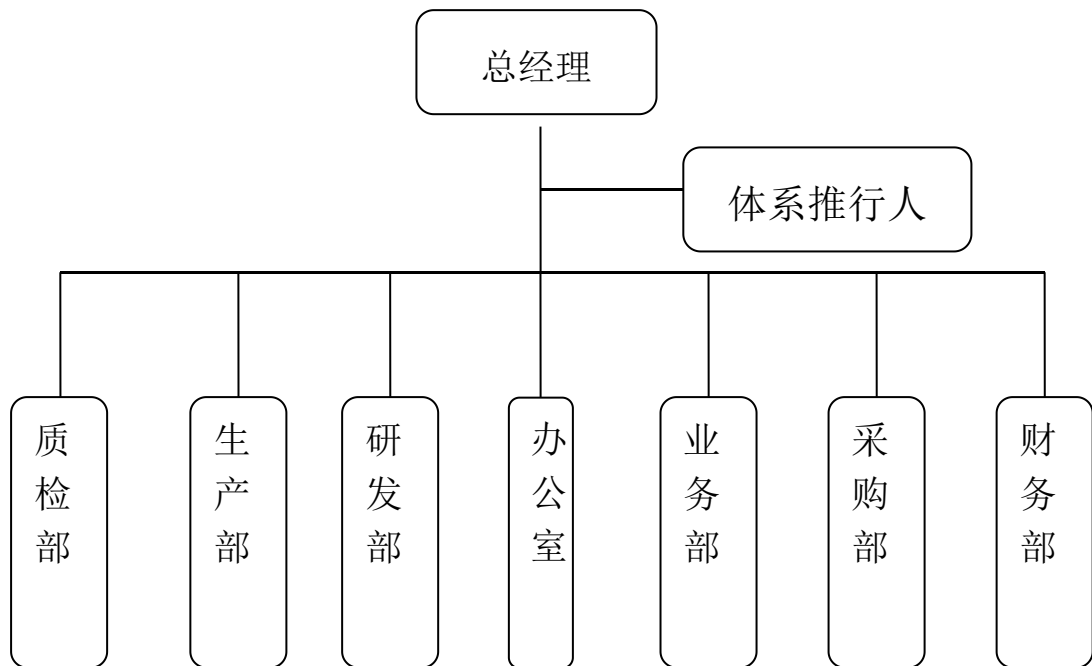 总经理
体系推行人
质检部
生产部
研发部
办公室
业务部
采购部
财务部